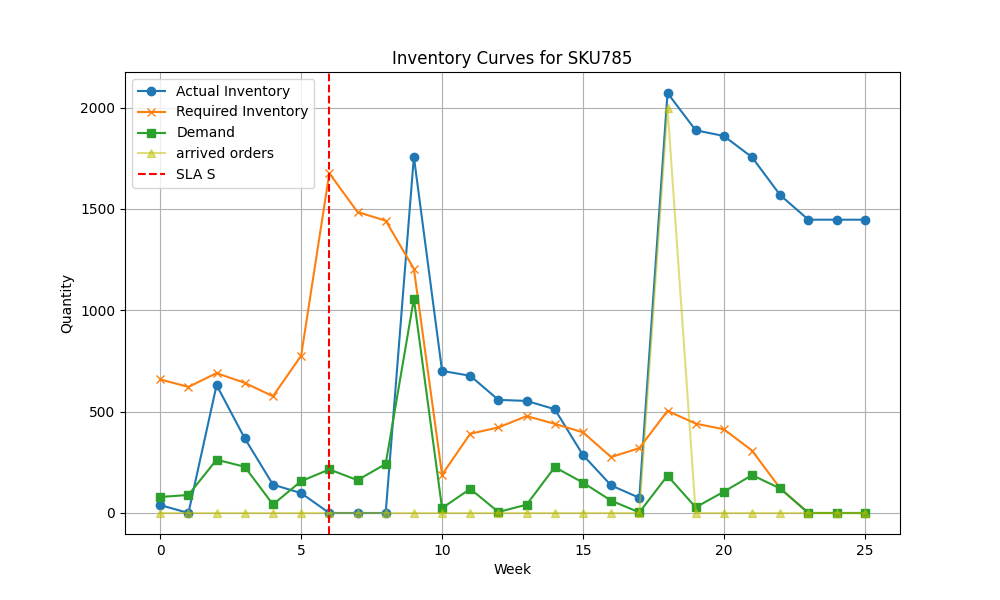 Inventory Curves for SKU785
Actual Inventory
Required Inventory
Demand
arrived orders
SLA S
Quantity
2000
1500
1000
500
0
0 5 10 15 20 25
Week